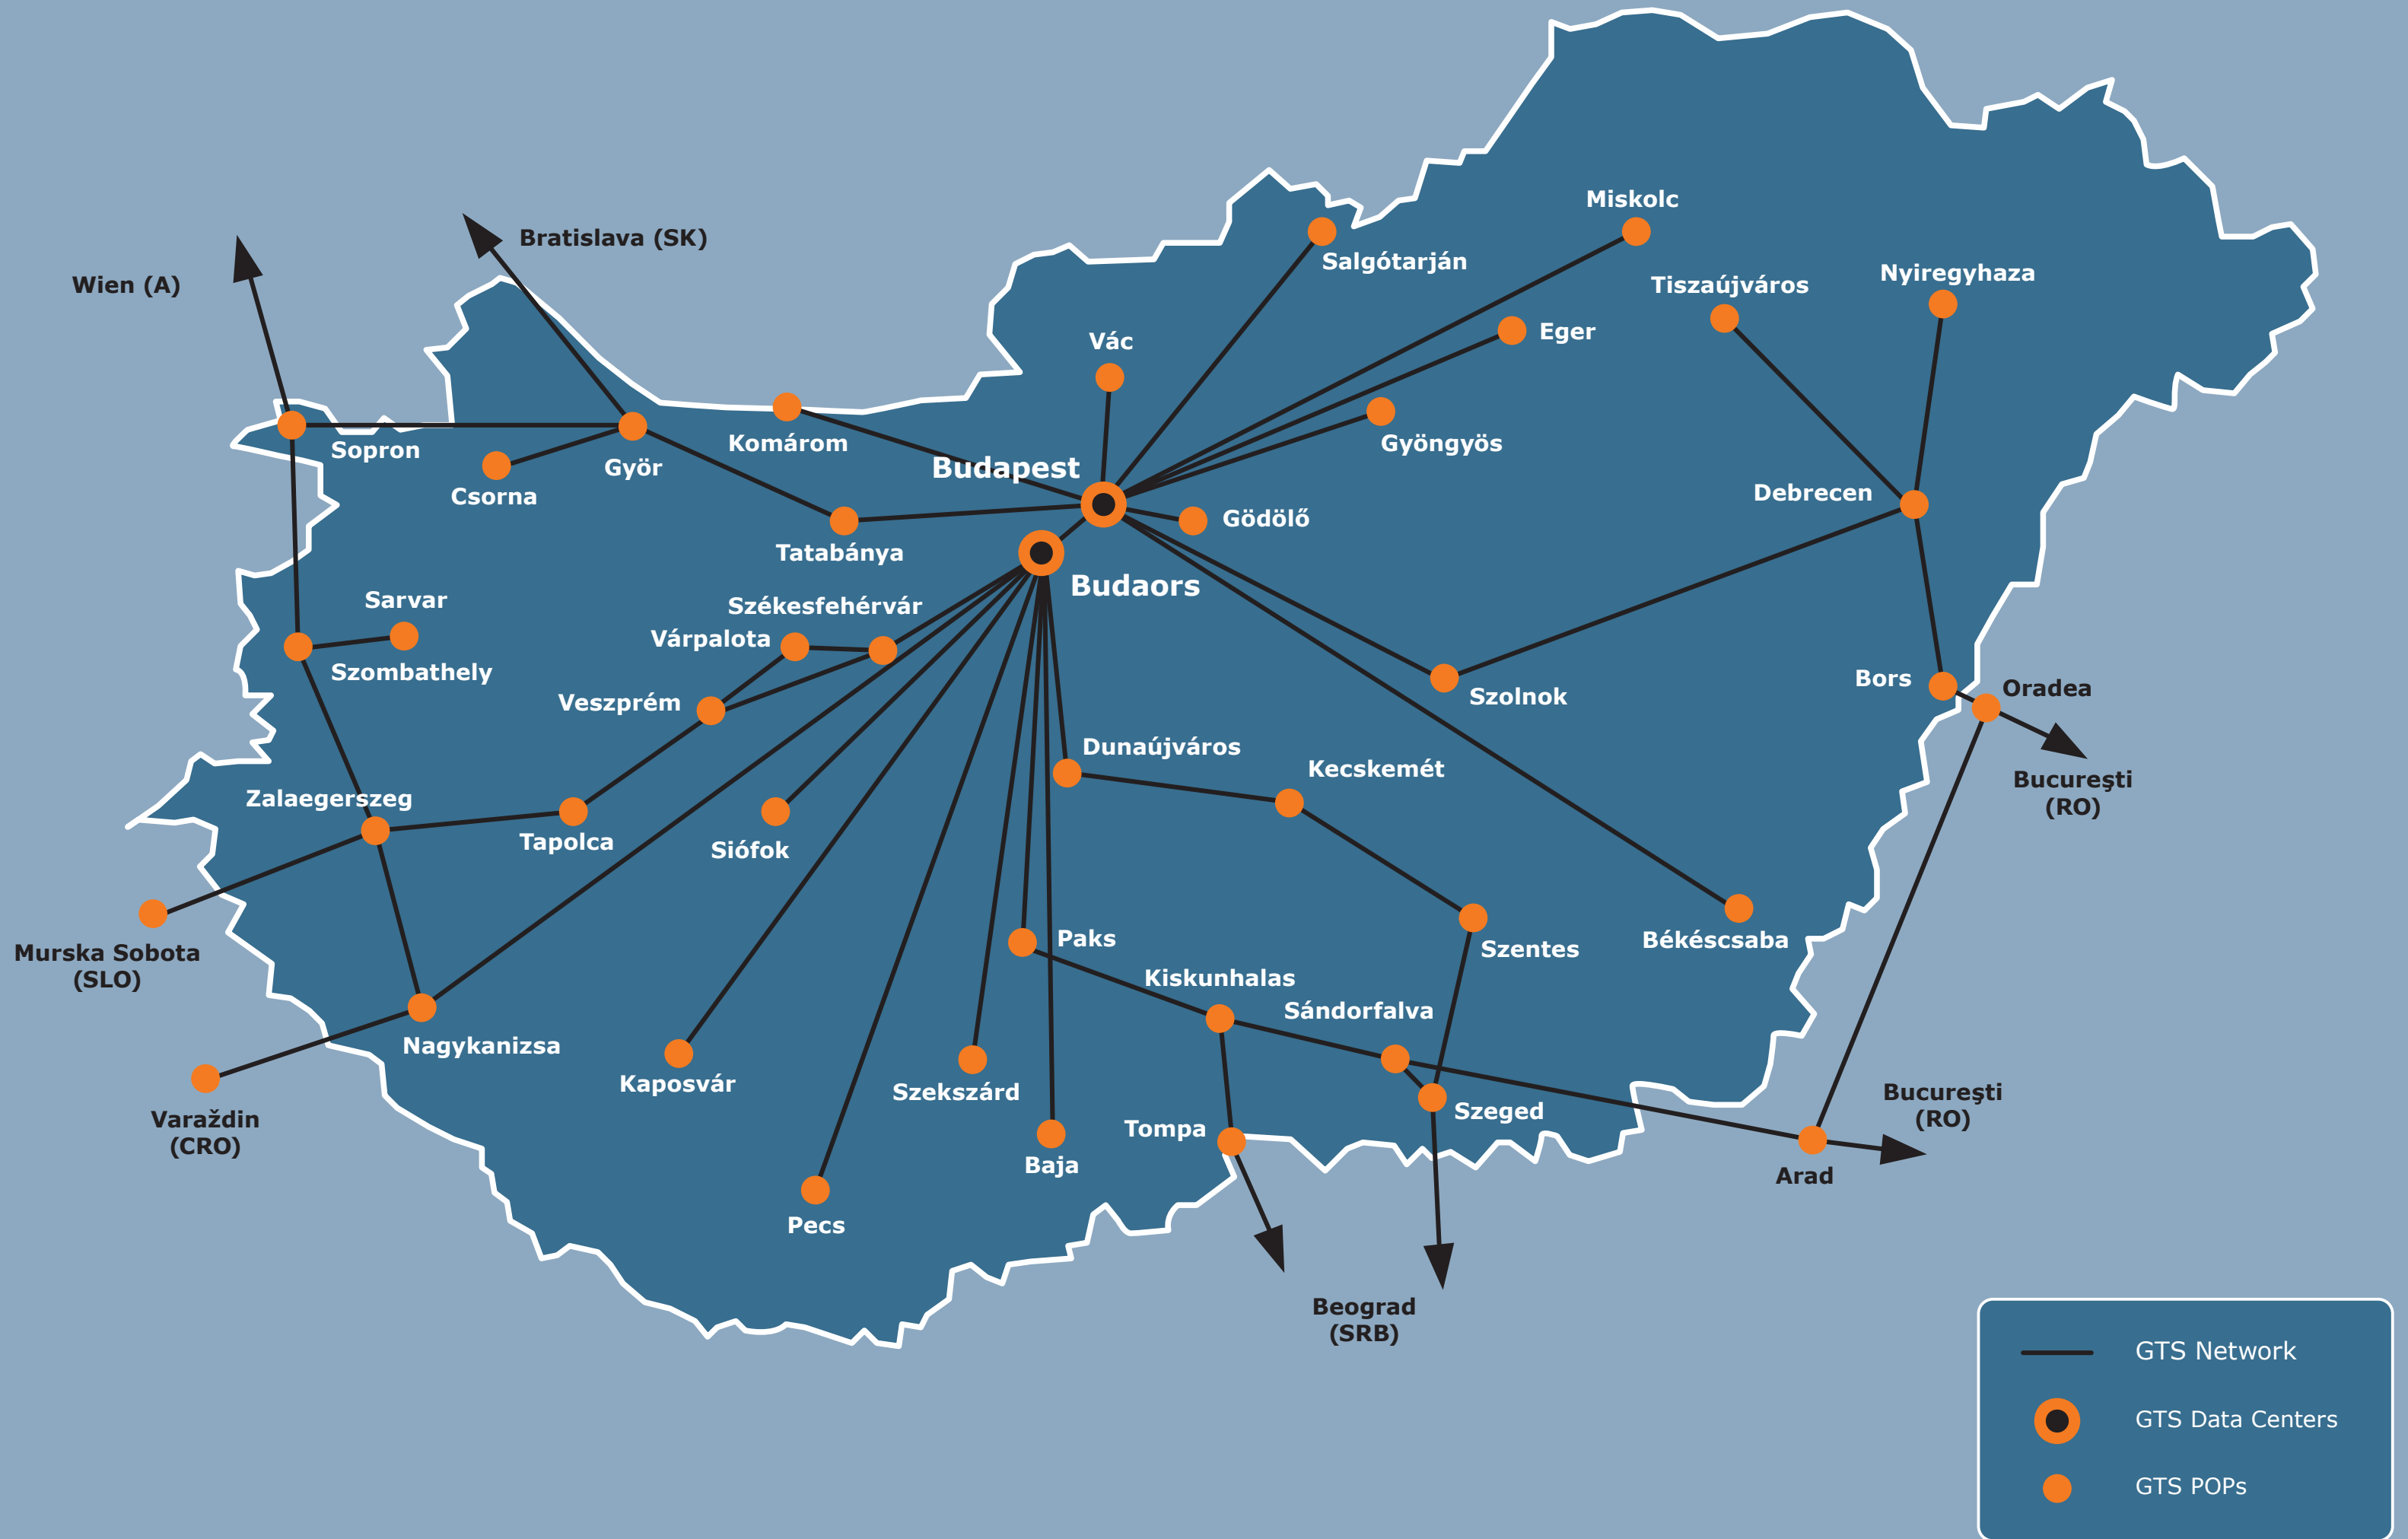 Miskolc
Bratislava (SK)
Salgótarján
Nyiregyhaza
Wien (A)
Tiszaújváros
Eger
Vác
Komárom
Gyöngyös
Sopron
Györ
Budapest
Csorna
Debrecen
Gödölő
Tatabánya
Budaors
Sarvar
Székesfehérvár
Várpalota
Szombathely
Bors
Oradea
Szolnok
Veszprém
Dunaújváros
Kecskemét
Bucureşti
(RO)
Zalaegerszeg
Tapolca
Siófok
Paks
Békéscsaba
Szentes
Murska Sobota
(SLO)
Kiskunhalas
Sándorfalva
Nagykanizsa
Kaposvár
Szekszárd
Bucureşti
(RO)
Szeged
Varaždin
(CRO)
Tompa
Baja
Arad
Pecs
Beograd
(SRB)
GTS Network
GTS Data Centers
GTS POPs